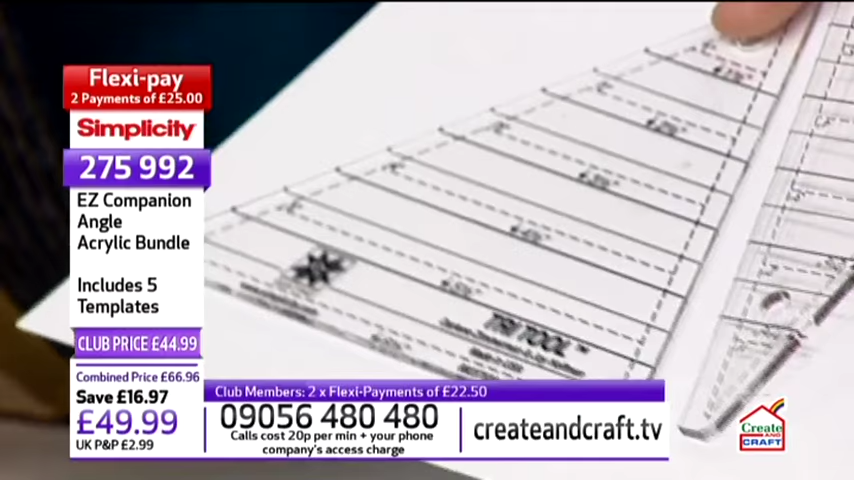 Flexi-pay
2 Payments of £25.00
Simplicity
275 992
EZ Companion
Angle
Acrylic Bundle
Includes 5
Templates
CLUB PRICE £44.99
Combined Price £66.96
Save £16.97
£49.99
UK P&P £2.99
Club Members: 2 x Flexi-Payments of £22.50
09056 480 480
Calls cost 20p per min + your phone
company's access charge
createandcraft.tv
TRI TOOL™
Create
AND
CRAFT